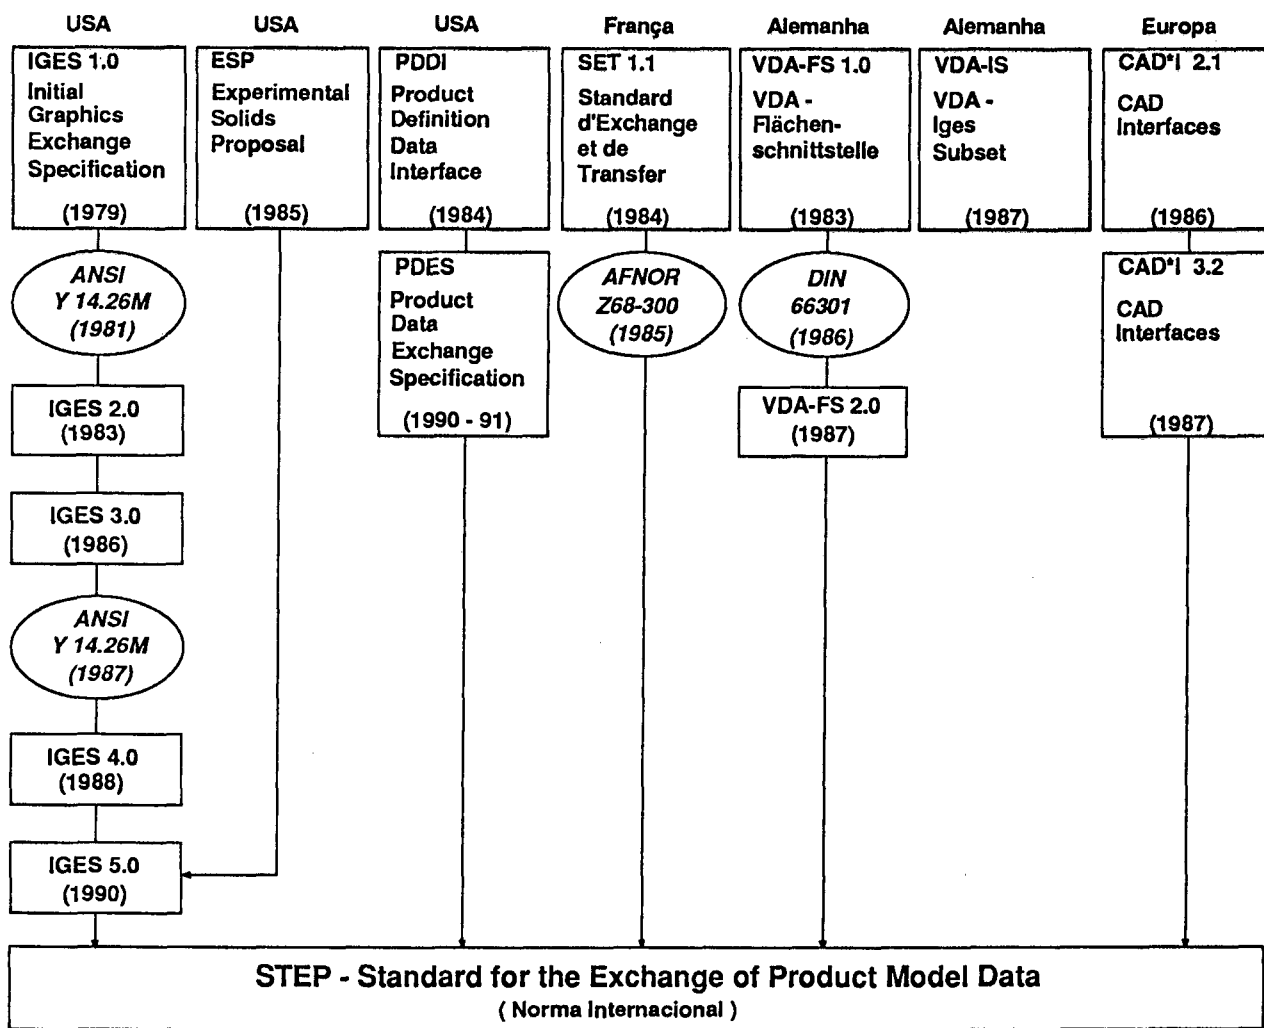 USA
IGES 1.0
Initial
Graphics
Exchange
Specification
(1979)
ANSI
Y 14.26M
(1981)
IGES 2.0
(1983)
IGES 3.0
(1986)
ANSI
Y 14.26M
(1987)
IGES 4.0
(1988)
IGES 5.0
(1990)
USA
ESP
Experimental
Solids
Proposal
(1985)
USA
PDDI
Product
Definition
Data
Interface
(1984)
PDES
Product
Data
Exchange
Specification
(1990 - 91)
França
SET 1.1
Standard
d'Exchange
et de
Transfer
(1984)
AFNOR
Z68-300
(1985)
Alemanha
VDA-FS 1.0
VDA -
Flächen-
schnittstelle
(1983)
DIN
66301
(1986)
VDA-FS 2.0
(1987)
Alemanha
VDA-IS
VDA -
Iges
Subset
(1987)
Europa
CAD*I 2.1
CAD
Interfaces
(1986)
CAD*I 3.2
CAD
Interfaces
(1987)
STEP - Standard for the Exchange of Product Model Data
( Norma Internacional )